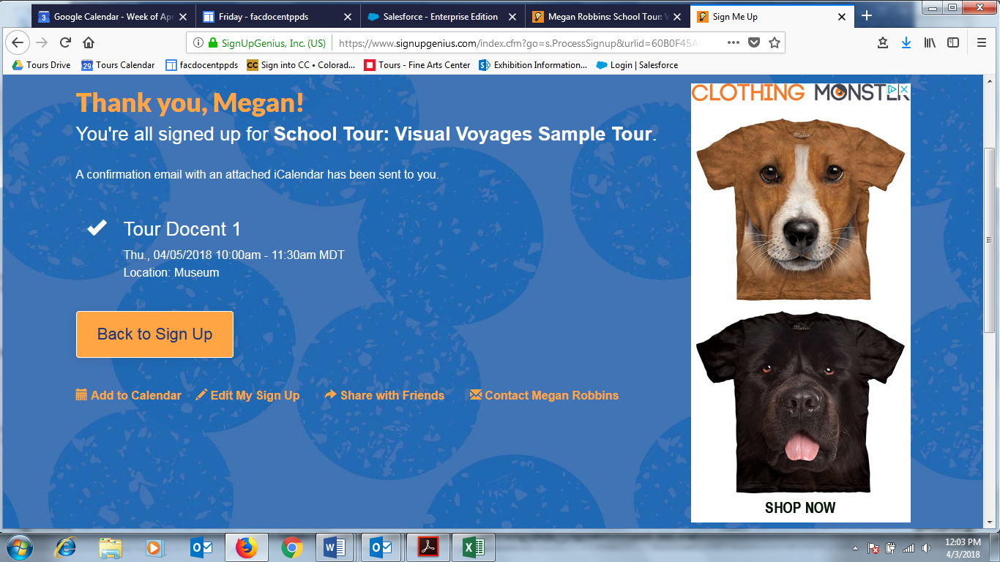 Google Calendar - Week of Ap
Friday - facdocentppds
Salesforce - Enterprise Edition
Megan Robbins: School Tour: V
Sign Me Up
SignUpGenius, Inc. (US)
https://www.signupgenius.com/index.cfm?go=s.ProcessSignup&urlid=60B0F45A
Tours Drive
29 Tours Calendar
facdocentppds
CC Sign into CC • Colorad...
Tours - Fine Arts Center
Exhibition Information...
Login | Salesforce
Thank you, Megan!
You're all signed up for School Tour: Visual Voyages Sample Tour.
A confirmation email with an attached iCalendar has been sent to you.
Tour Docent 1
Thu., 04/05/2018 10:00am - 11:30am MDT
Location: Museum
Back to Sign Up
Add to Calendar
Edit My Sign Up
Share with Friends
Contact Megan Robbins
CLOTHING MONSTER
SHOP NOW
12:03 PM
4/3/2018